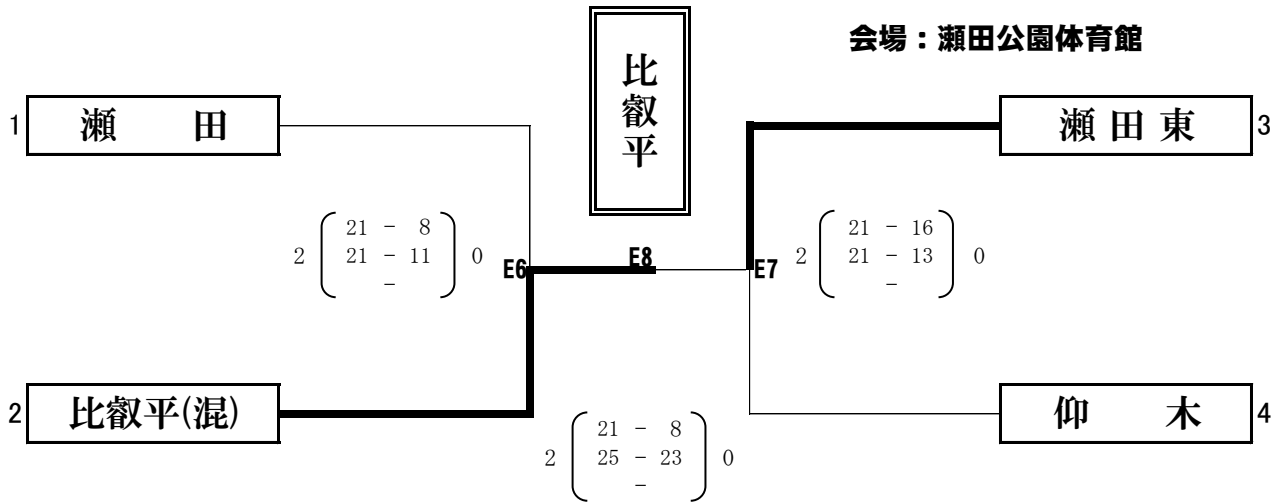 会場：瀬田公園体育館
比叡平
1 瀬 田
瀬田東 3
2 21 - 8 0
21 - 11
-
2 21 - 16 0
21 - 13
-
E6 E8 E7
2 比叡平(混)
仰 木 4
2 21 - 8 0
25 - 23
-